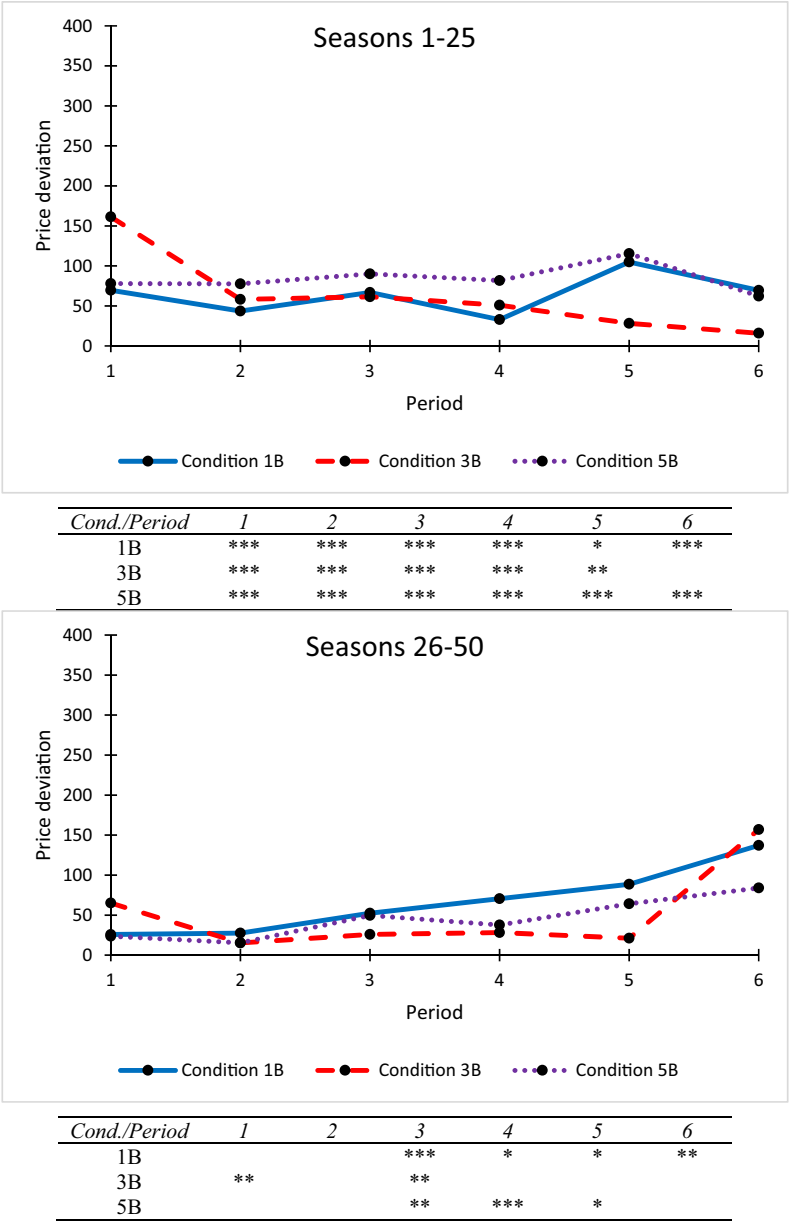 Seasons 1-25
Price deviation
400
350
300
250
200
150
100
50
0
1 2 3 4 5 6
Period
Condition 1B Condition 3B Condition 5B
Cond./Period 1 2 3 4 5 6
1B *** *** *** *** * ***
3B *** *** *** *** **
5B *** *** *** *** *** ***
Seasons 26-50
Price deviation
400
350
300
250
200
150
100
50
0
1 2 3 4 5 6
Period
Condition 1B Condition 3B Condition 5B
Cond./Period 1 2 3 4 5 6
1B *** * * **
3B ** **
5B ** *** *